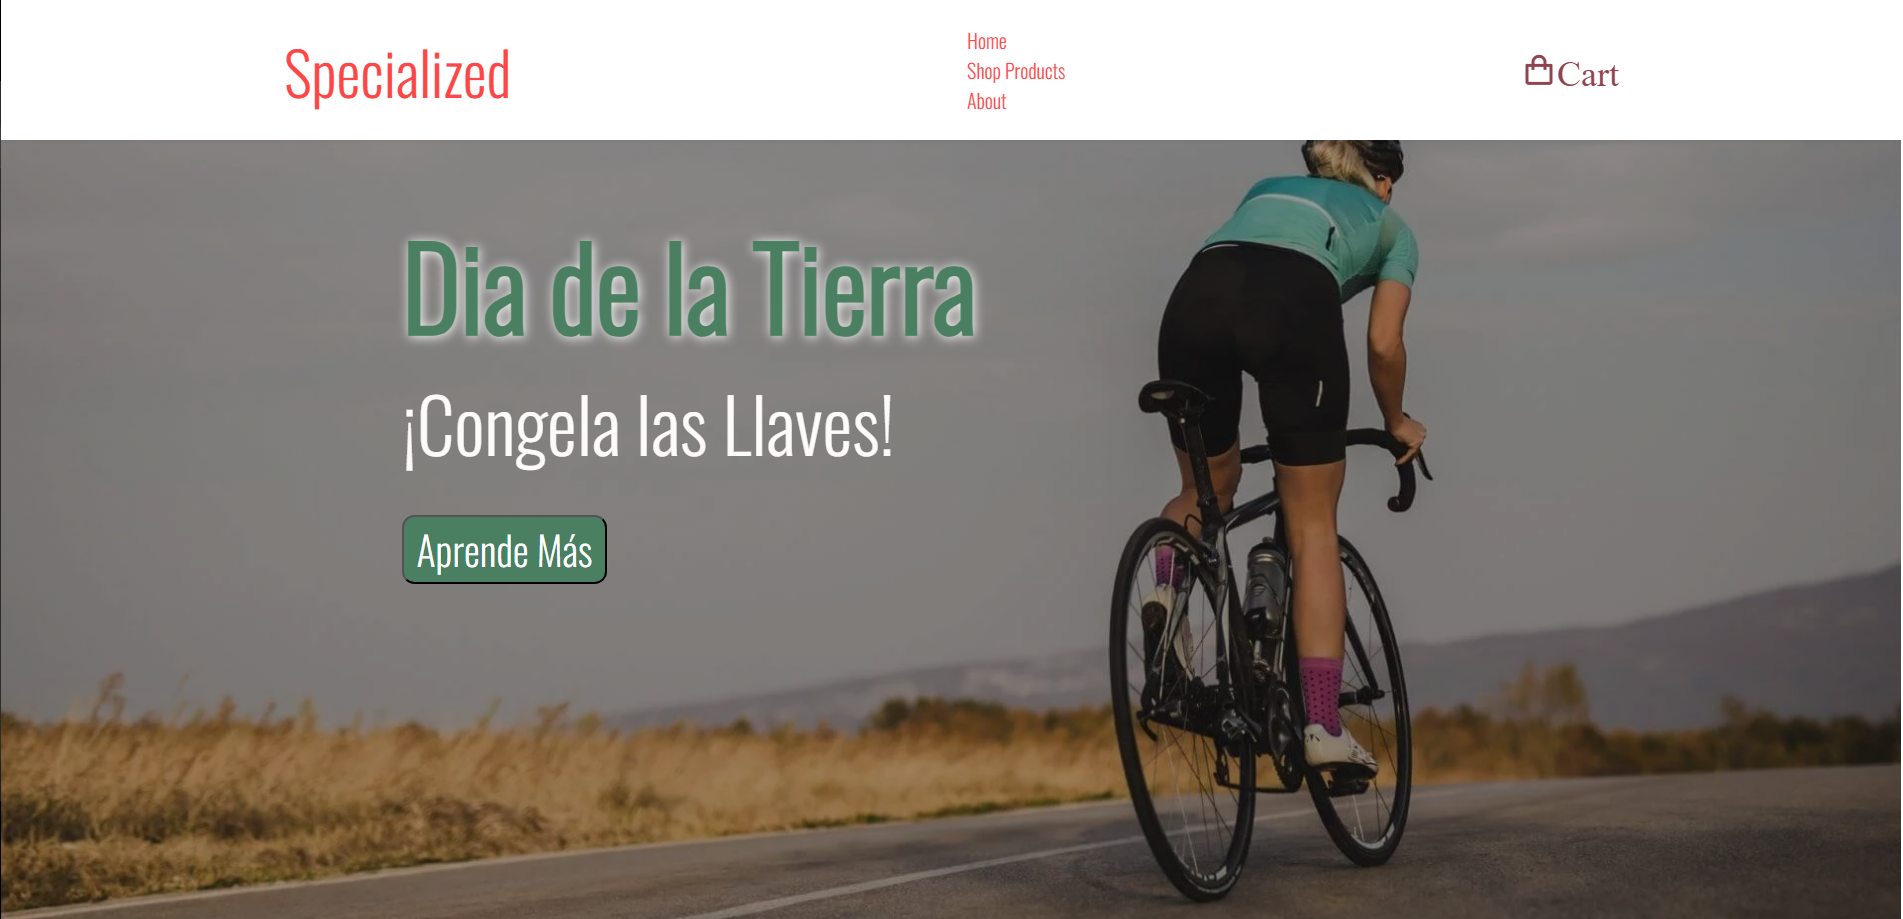 Specialized
Home
Shop Products
About
Cart
Dia de la Tierra
¡Congela las Llaves!
Aprende Más